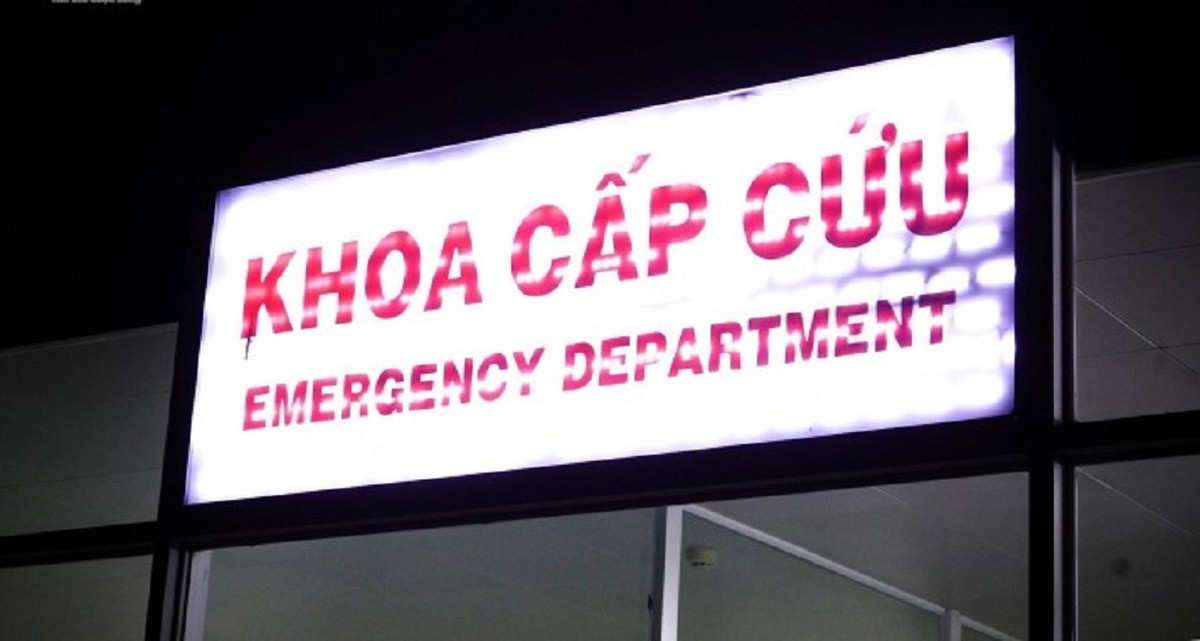 KHOA CẤP CỨU
EMERGENCY DEPARTMENT